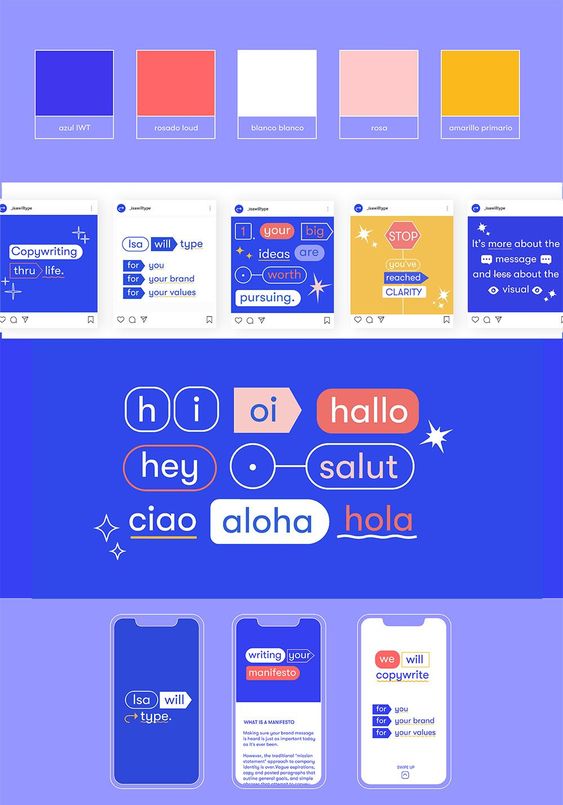 azul IWT
rosado loud
blanco blanco
rosa
amarillo primario
_isawilltype
Copywriting
thru life.
_isawilltype
Isa will type
for you
for your brand
for your values
_isawilltype
1. your big
ideas are
worth
pursuing.
_isawilltype
STOP
you've
reached
CLARITY
_isawilltype
It's more about the
message
and less about the
visual
hi oi hallo
hey salut
ciao aloha hola
Isa will
type.
writing your
manifesto
WHAT IS A MANIFESTO
Making sure your brand message
is heard is just as important today
as it's ever been.
However, the traditional "mission
statement" approach to company
identity is over. Vague aspirations,
copy and pasted paragraphs that
outline general goals, and simple
phrases that attempt to convey
we will
copywrite
for you
for your brand
for your values
SWIPE UP